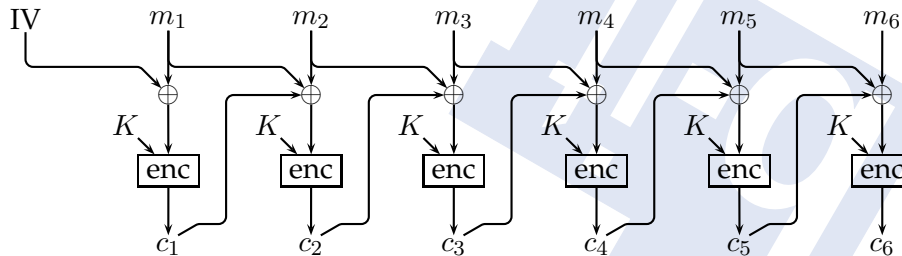 IV m₁ m₂ m₃ m₄ m₅ m₆
K K K K K K
enc enc enc enc enc enc
c₁ c₂ c₃ c₄ c₅ c₆